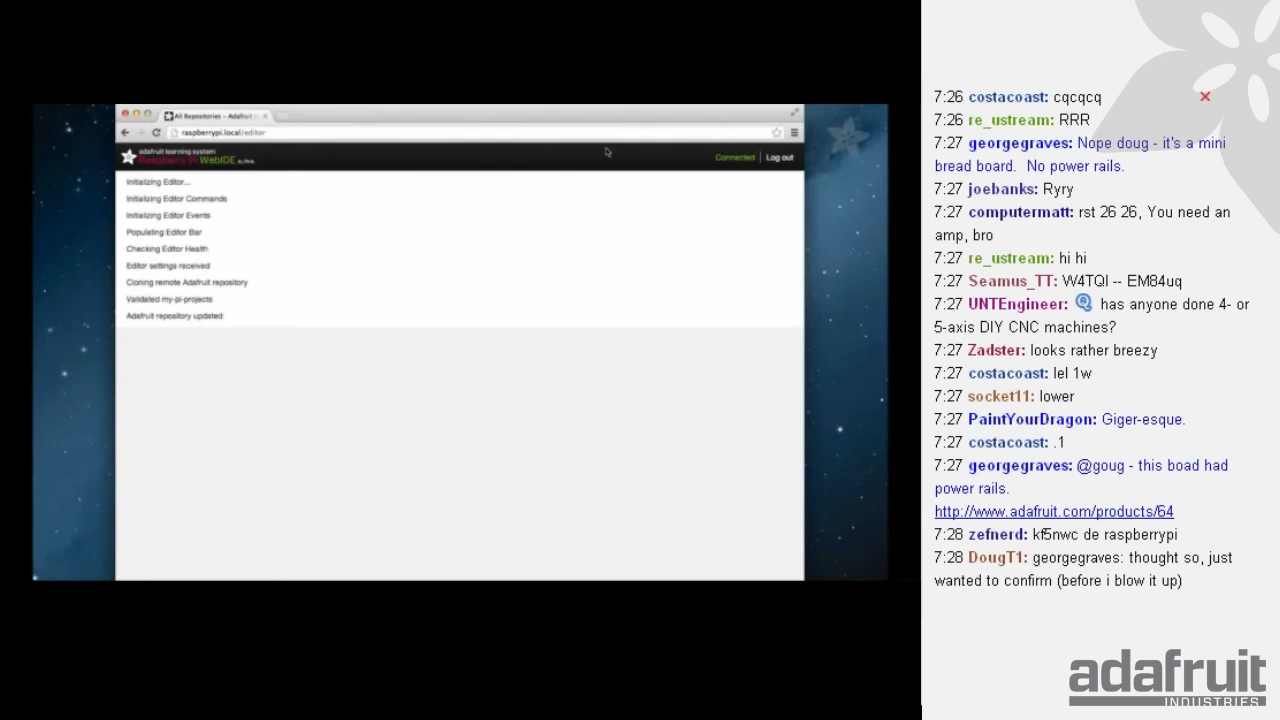 All Repositories - Adafruit
raspberrypi.local/editor
adafruit learning system
Raspberry Pi WebIDE ALPHA
Connected | Log out
Initializing Editor...
Initializing Editor Commands
Initializing Editor Events
Populating Editor Bar
Checking Editor Health
Editor settings received
Cloning remote Adafruit repository
Validated my-pi-projects
Adafruit repository updated
7:26 costacoast: cqcqcq
7:26 re_ustream: RRR
7:27 georgegraves: Nope doug - it's a mini
bread board. No power rails.
7:27 joebanks: Ryry
7:27 computermatt: rst 26 26, You need an
amp, bro
7:27 re_ustream: hi hi
7:27 Seamus_TT: W4TQI -- EM84uq
7:27 UNTEngineer: has anyone done 4- or
5-axis DIY CNC machines?
7:27 Zadster: looks rather breezy
7:27 costacoast: lel 1w
7:27 socket11: lower
7:27 PaintYourDragon: Giger-esque.
7:27 costacoast: .1
7:27 georgegraves: @goug - this boad had
power rails.
http://www.adafruit.com/products/64
7:28 zefnerd: kf5nwc de raspberrypi
7:28 DougT1: georgegraves: thought so, just
wanted to confirm (before i blow it up)
adafruit
INDUSTRIES